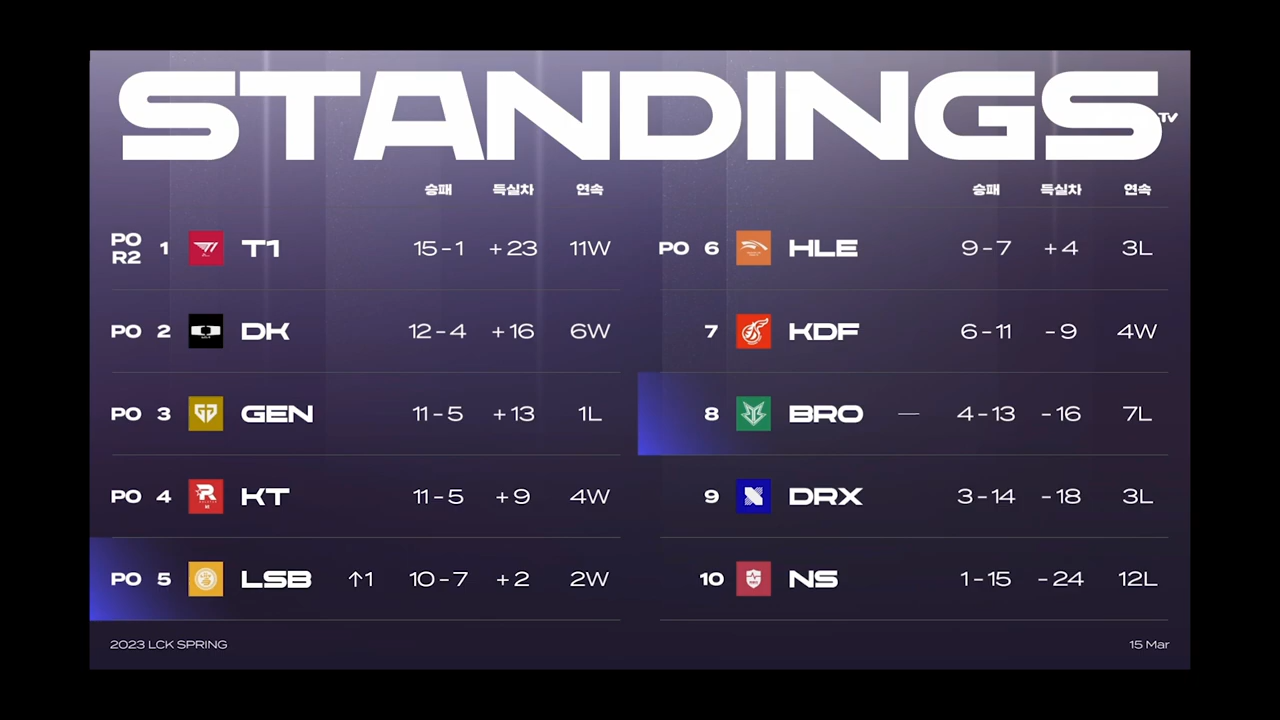 STANDINGS
TV
승패 득실차 연속
PO R2 1 T1 15-1 +23 11W
PO 2 DK 12-4 +16 6W
PO 3 GEN 11-5 +13 1L
PO 4 KT 11-5 +9 4W
PO 5 LSB ↑1 10-7 +2 2W
승패 득실차 연속
PO 6 HLE 9-7 +4 3L
7 KDF 6-11 -9 4W
8 BRO — 4-13 -16 7L
9 DRX 3-14 -18 3L
10 NS 1-15 -24 12L
2023 LCK SPRING
15 Mar